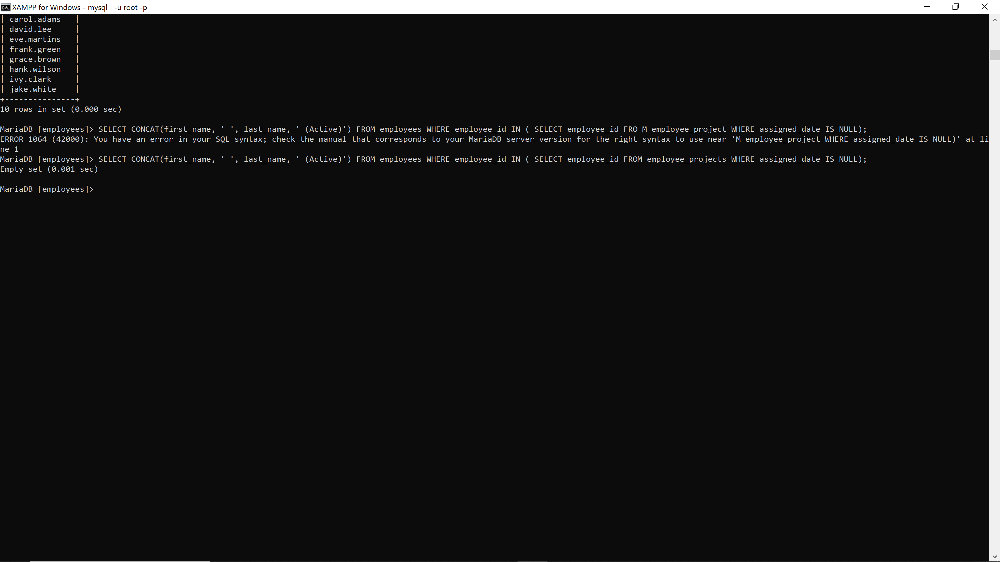 XAMPP for Windows - mysql  -u root -p
| carol.adams   |
| david.lee     |
| eve.martins   |
| frank.green   |
| grace.brown   |
| hank.wilson   |
| ivy.clark     |
| jake.white    |
+---------------+
10 rows in set (0.000 sec)
MariaDB [employees]> SELECT CONCAT(first_name, ' ', last_name, ' (Active)') FROM employees WHERE employee_id IN ( SELECT employee_id FRO M employee_project WHERE assigned_date IS NULL);
ERROR 1064 (42000): You have an error in your SQL syntax; check the manual that corresponds to your MariaDB server version for the right syntax to use near 'M employee_project WHERE assigned_date IS NULL)' at li
ne 1
MariaDB [employees]> SELECT CONCAT(first_name, ' ', last_name, ' (Active)') FROM employees WHERE employee_id IN ( SELECT employee_id FROM employee_projects WHERE assigned_date IS NULL);
Empty set (0.001 sec)
MariaDB [employees]>